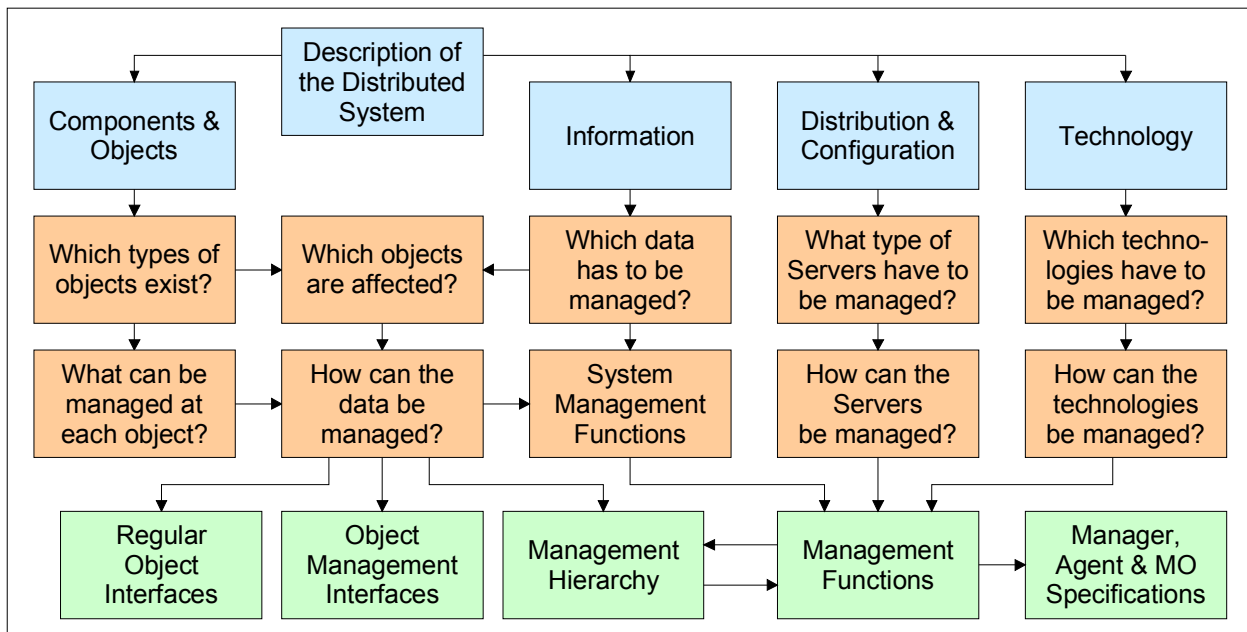 Description of
the Distributed
System
Components &
Objects
Information
Distribution &
Configuration
Technology
Which types of
objects exist?
Which objects
are affected?
Which data
has to be
managed?
What type of
Servers have to
be managed?
Which techno-
logies have to
be managed?
What can be
managed at
each object?
How can the
data be
managed?
System
Management
Functions
How can the
Servers
be managed?
How can the
technologies
be managed?
Regular
Object
Interfaces
Object
Management
Interfaces
Management
Hierarchy
Management
Functions
Manager,
Agent & MO
Specifications